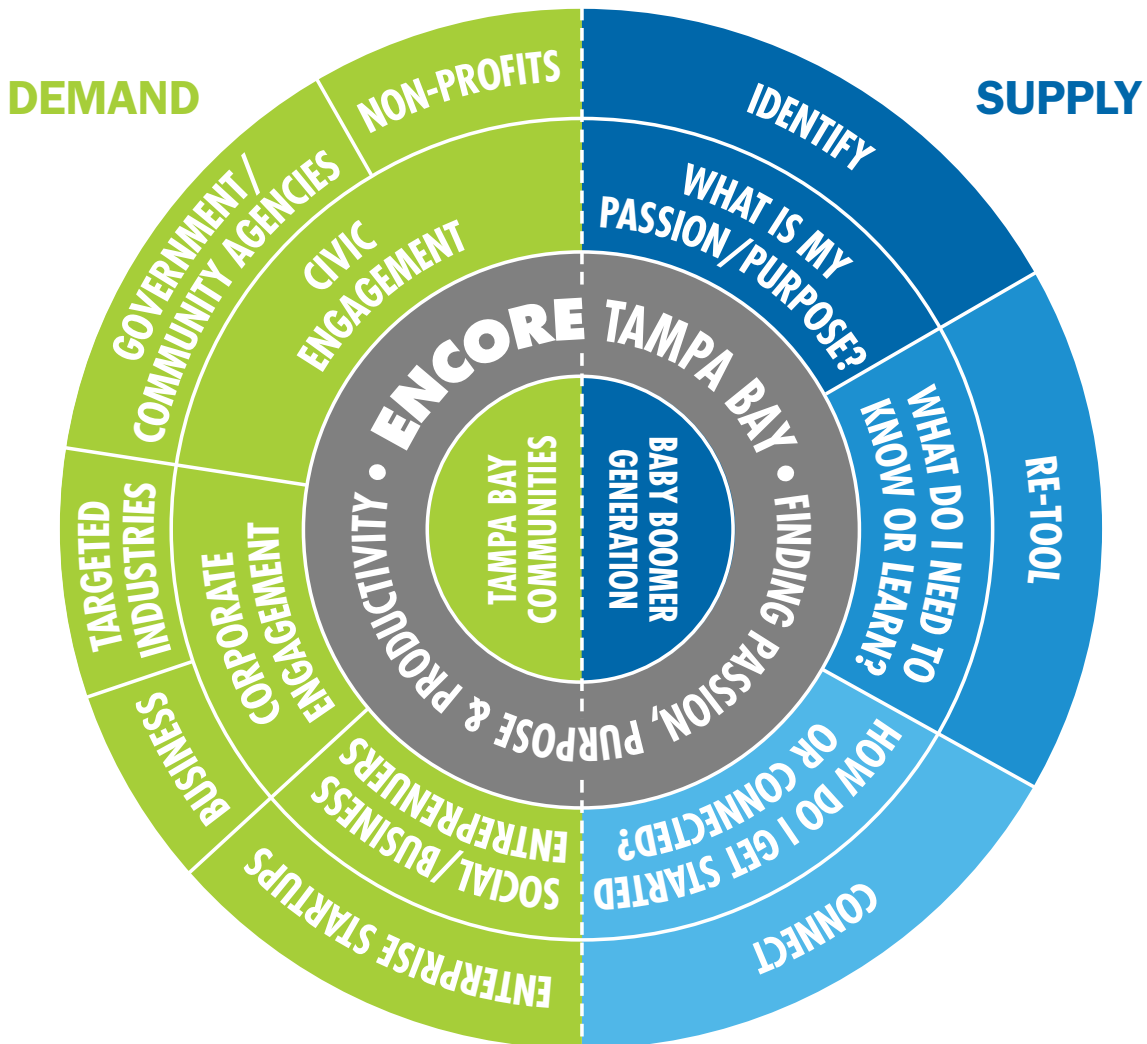 DEMAND
SUPPLY
NON-PROFITS
GOVERNMENT/
COMMUNITY AGENCIES
TARGETED
INDUSTRIES
BUSINESS
ENTERPRISE STARTUPS
CIVIC
ENGAGEMENT
CORPORATE
ENGAGEMENT
SOCIAL/BUSINESS
ENTREPRENUERS
IDENTIFY
RE-TOOL
CONNECT
WHAT IS MY
PASSION/PURPOSE?
WHAT DO I NEED TO
KNOW OR LEARN?
HOW DO I GET STARTED
OR CONNECTED?
ENCORE TAMPA BAY • FINDING PASSION, PURPOSE & PRODUCTIVITY •
TAMPA BAY
COMMUNITIES
BABY BOOMER
GENERATION